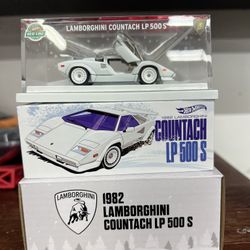 LAMBORGHINI COUNTACH LP 500 S
Hot Wheels
1982 LAMBORGHINI
COUNTACH
LP 500 S
LAMBORGHINI
1982
LAMBORGHINI
COUNTACH LP 500 S